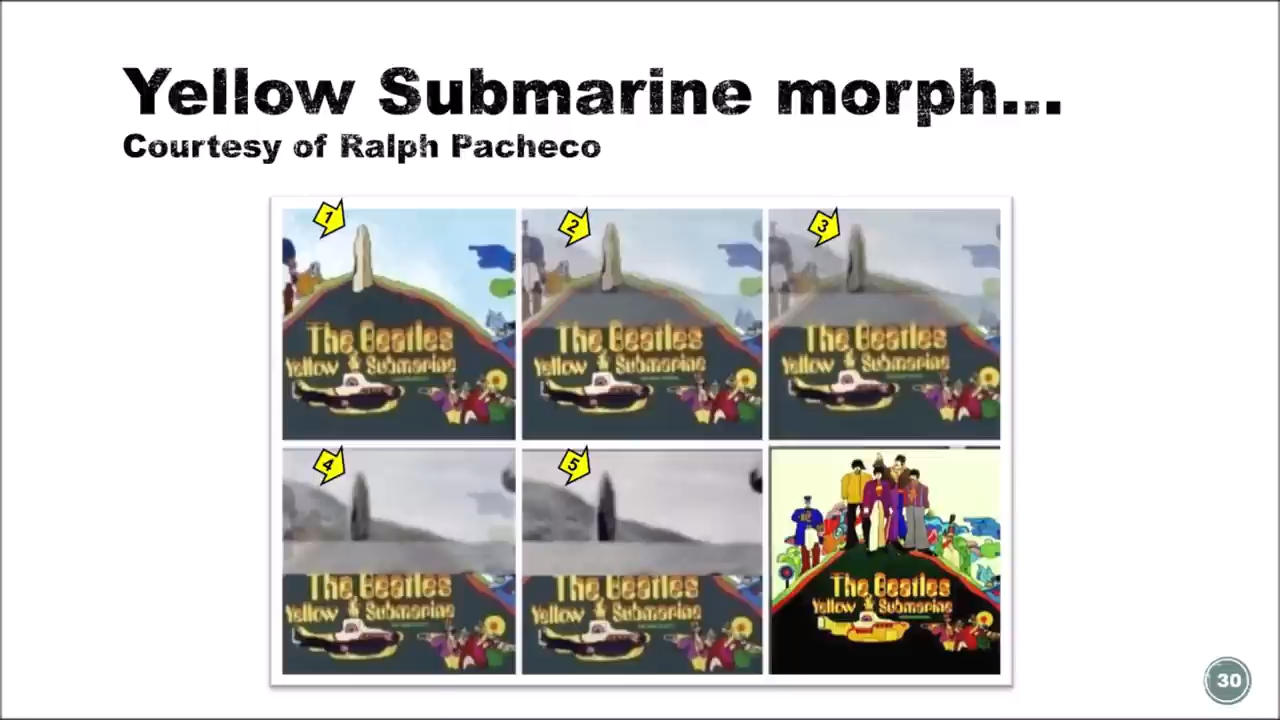 Yellow Submarine morph...
Courtesy of Ralph Pacheco
1
2
3
The Beatles
Yellow Submarine
The Beatles
Yellow Submarine
The Beatles
Yellow Submarine
4
5
The Beatles
Yellow Submarine
The Beatles
Yellow Submarine
The Beatles
Yellow Submarine
30